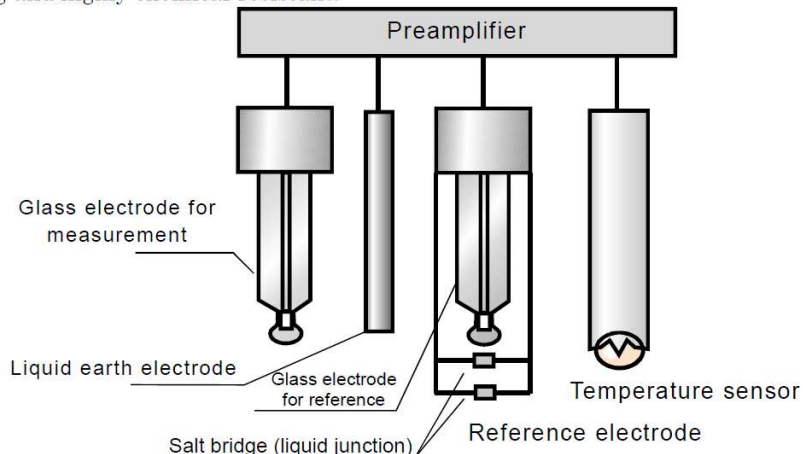 Preamplifier
Glass electrode for
measurement
Liquid earth electrode
Glass electrode
for reference
Temperature sensor
Reference electrode
Salt bridge (liquid junction)